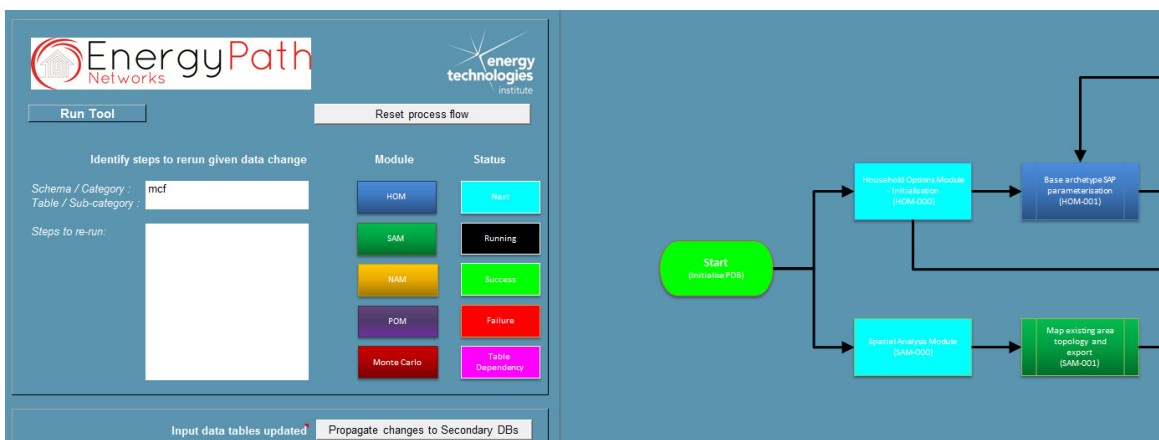 EnergyPath
Networks
energy
technologies
institute
Run Tool
Reset process flow
Identify steps to rerun given data change
Module
Status
Schema / Category :
mcf
Table / Sub-category :
Steps to re-run:
HOM
Next
SAM
Running
NAM
Success
POM
Failure
Monte Carlo
Table
Dependency
Input data tables updated
Propagate changes to Secondary DBs
Start
(Initialise PDB)
Household Options Module
- Initialisation
(HOM-000)
Base archetype SAP
parameterisation
(HOM-001)
Spatial Analysis Module
(SAM-000)
Map existing area
topology and
export
(SAM-001)